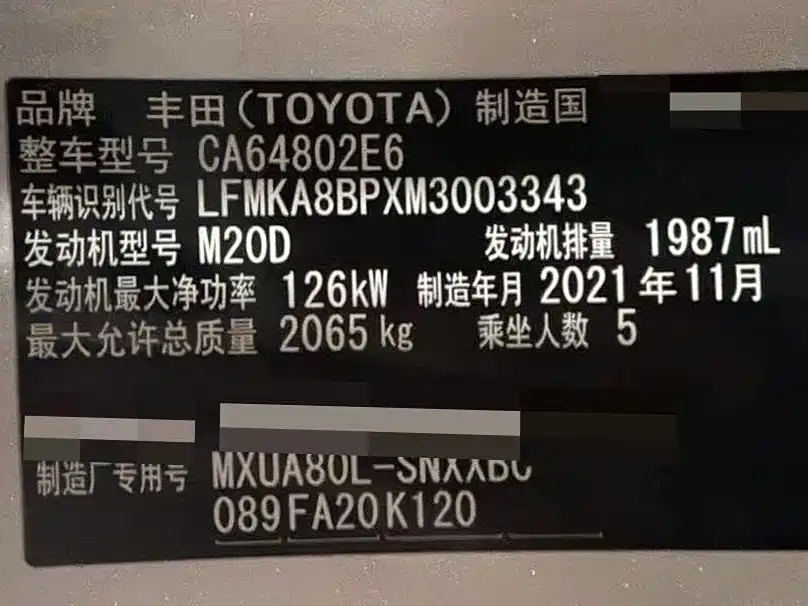 品牌 丰田(TOYOTA) 制造国
整车型号 CA64802E6
车辆识别代号 LFMKA8BPXM3003343
发动机型号 M20D 发动机排量 1987mL
发动机最大净功率 126kW 制造年月 2021年11月
最大允许总质量 2065kg 乘坐人数 5
制造厂专用号 MXUA80L-SNXXBC
089FA20K120